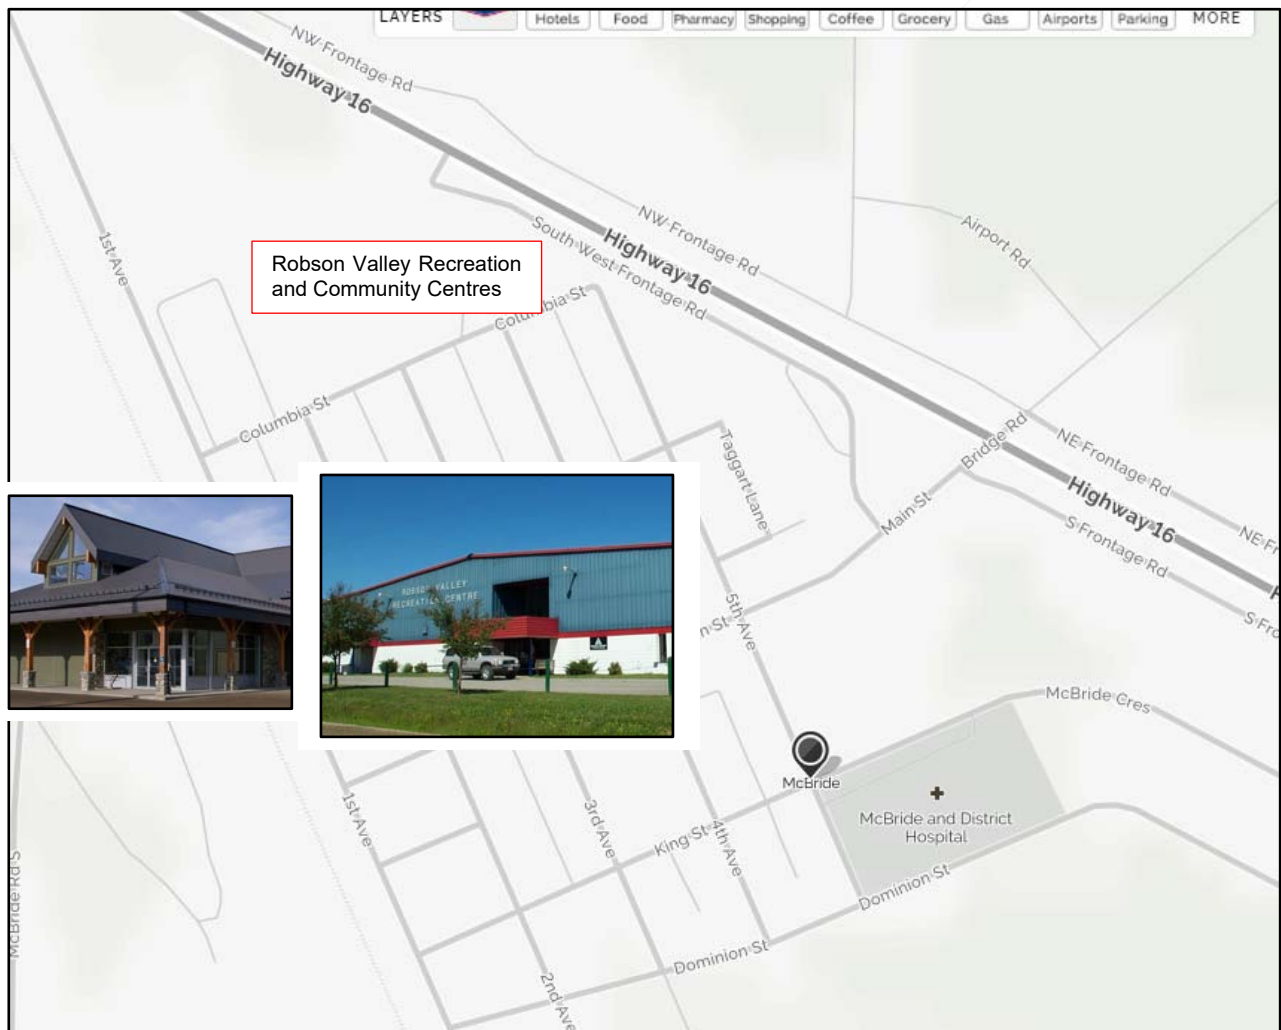 LAYERS
Hotels
Food
Pharmacy
Shopping
Coffee
Grocery
Gas
Airports
Parking
MORE
NW Frontage Rd
Highway 16
1st Ave
Robson Valley Recreation
and Community Centres
South West Frontage Rd
Highway 16
NW Frontage Rd
Airport Rd
Columbia St
Columbia St
Taggart Lane
Bridge Rd
NE Frontage Rd
Main St
Highway 16
S Frontage Rd
ROBSON VALLEY
RECREATION CENTRE
5th Ave
McBride Cres
McBride
McBride and District
Hospital
1st Ave
3rd Ave
King St
4th Ave
Dominion St
McBride Rd S
Dominion St
2nd Ave